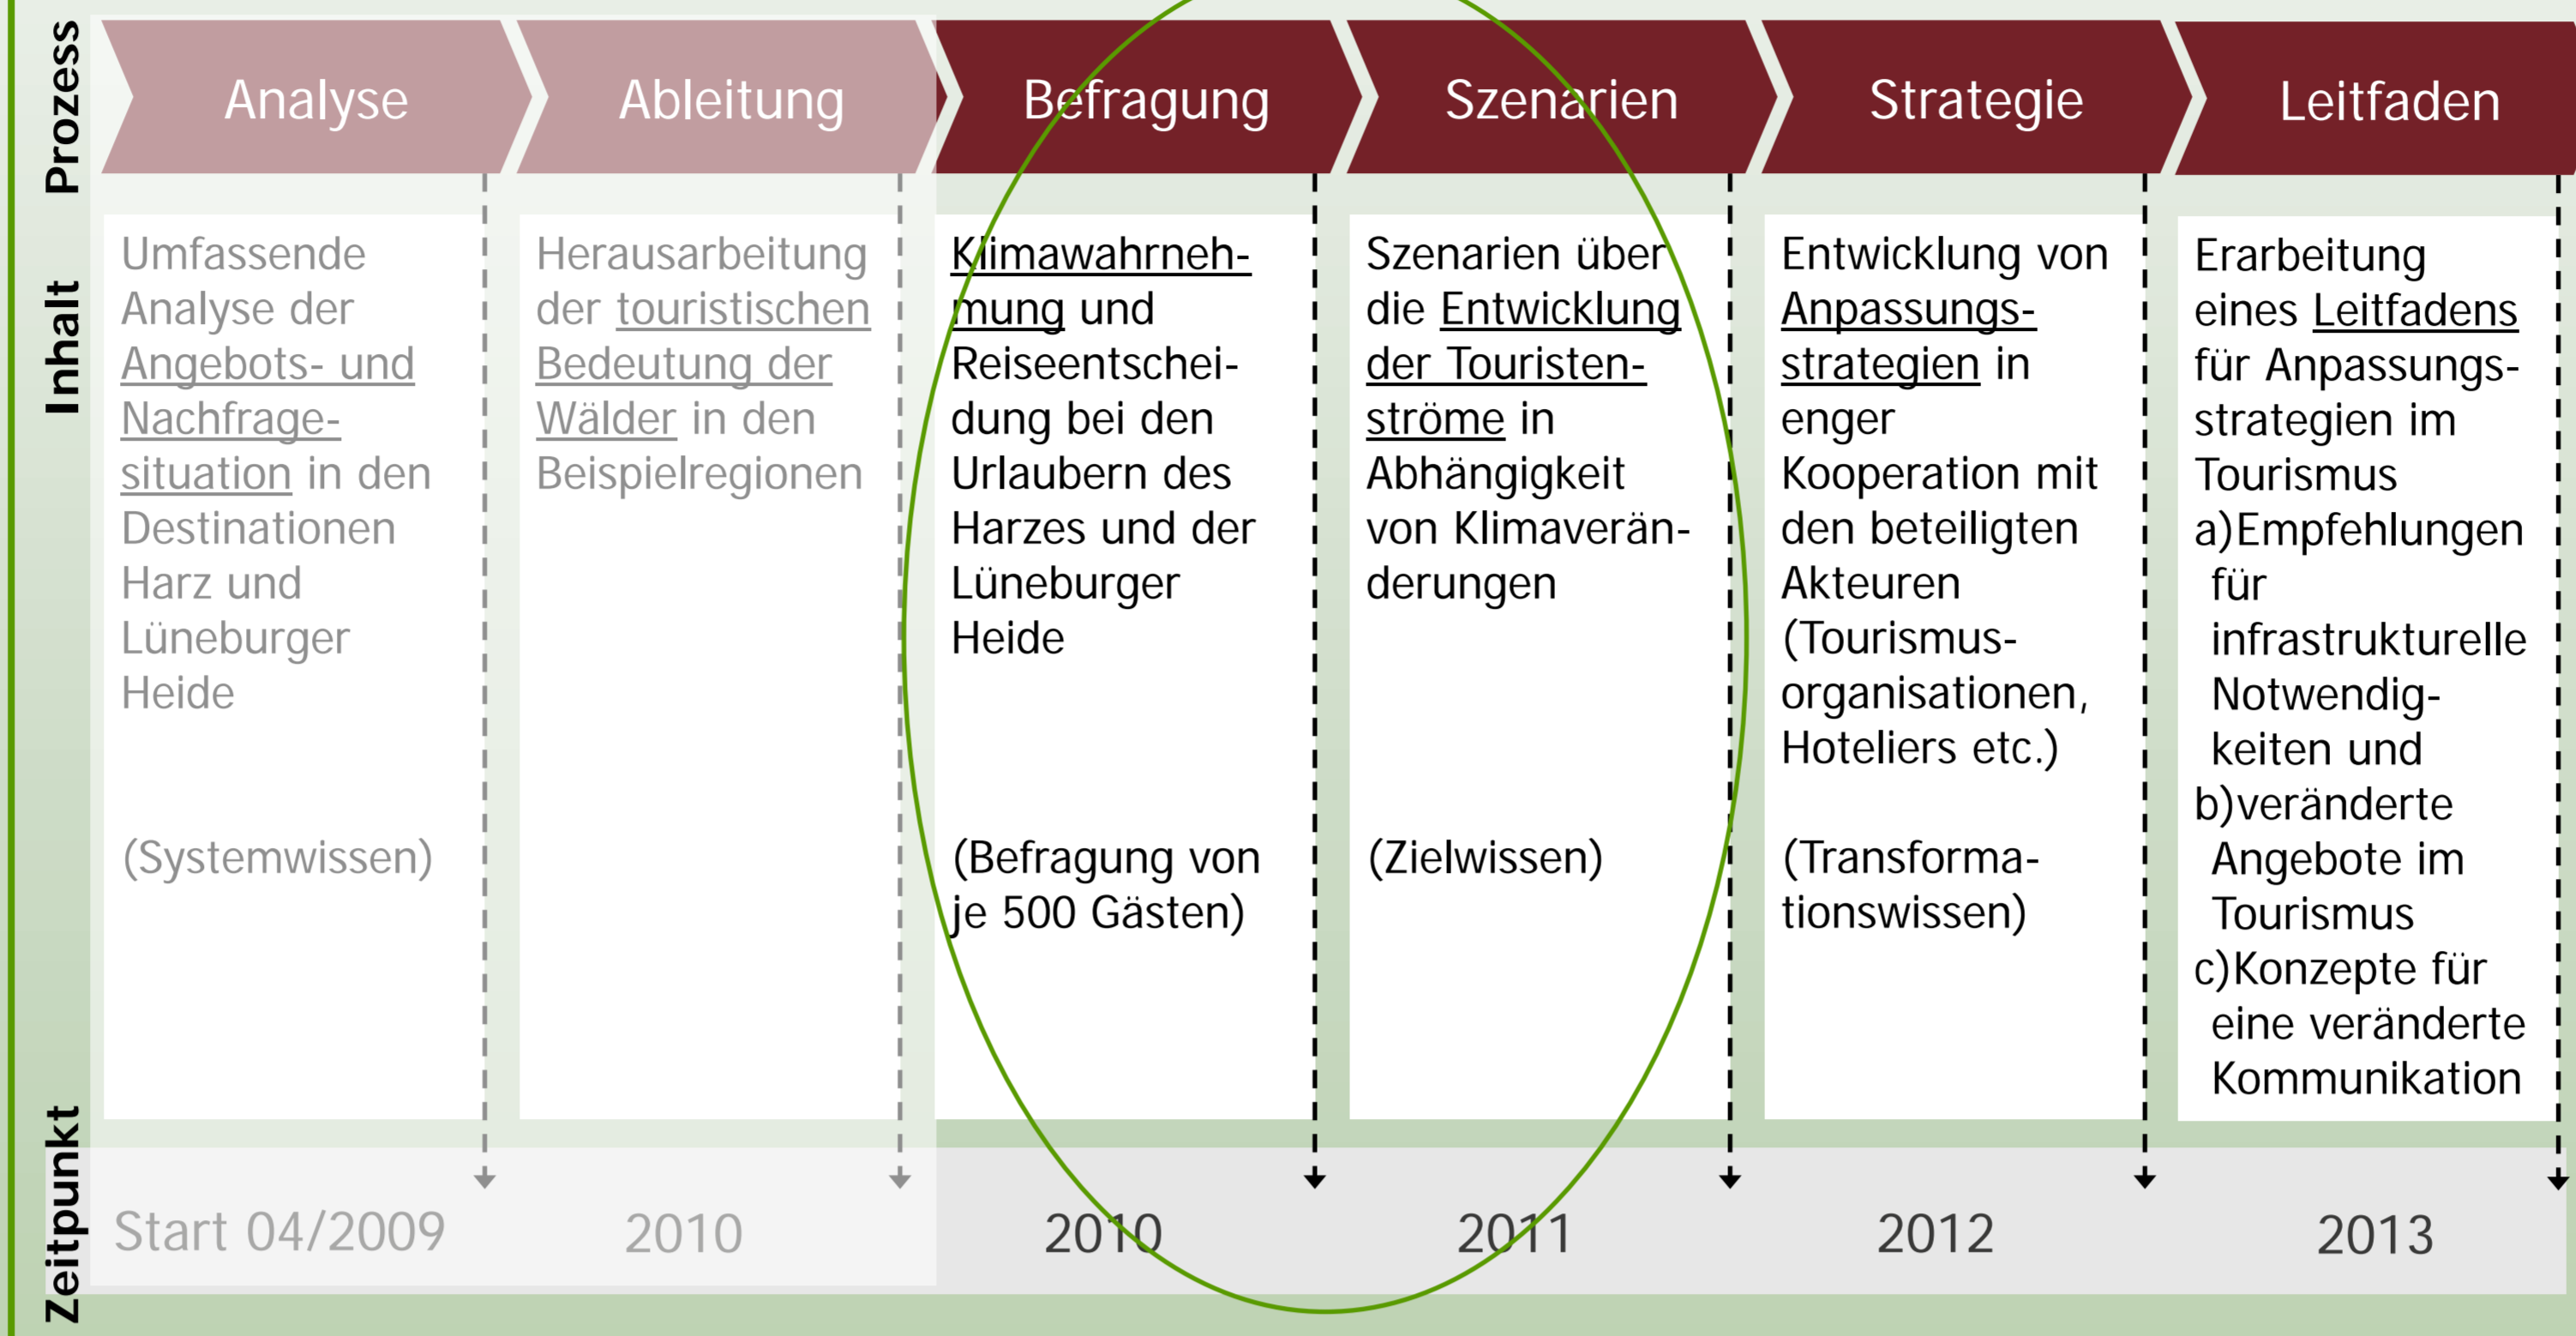 Prozess
Analyse
Ableitung
Befragung
Szenarien
Strategie
Leitfaden
Inhalt
Umfassende
Analyse der
Angebots- und
Nachfrage-
situation in den
Destinationen
Harz und
Lüneburger
Heide
(Systemwissen)
Herausarbeitung
der touristischen
Bedeutung der
Wälder in den
Beispielregionen
Klimawahrneh-
mung und
Reiseentschei-
dung bei den
Urlaubern des
Harzes und der
Lüneburger
Heide
(Befragung von
je 500 Gästen)
Szenarien über
die Entwicklung
der Touristen-
ströme in
Abhängigkeit
von Klimaverän-
derungen
(Zielwissen)
Entwicklung von
Anpassungs-
strategien in
enger
Kooperation mit
den beteiligten
Akteuren
(Tourismus-
organisationen,
Hoteliers etc.)
(Transforma-
tionswissen)
Erarbeitung
eines Leitfadens
für Anpassungs-
strategien im
Tourismus
a)Empfehlungen
für
infrastrukturelle
Notwendig-
keiten und
b)veränderte
Angebote im
Tourismus
c)Konzepte für
eine veränderte
Kommunikation
Zeitpunkt
Start 04/2009
2010
2010
2011
2012
2013